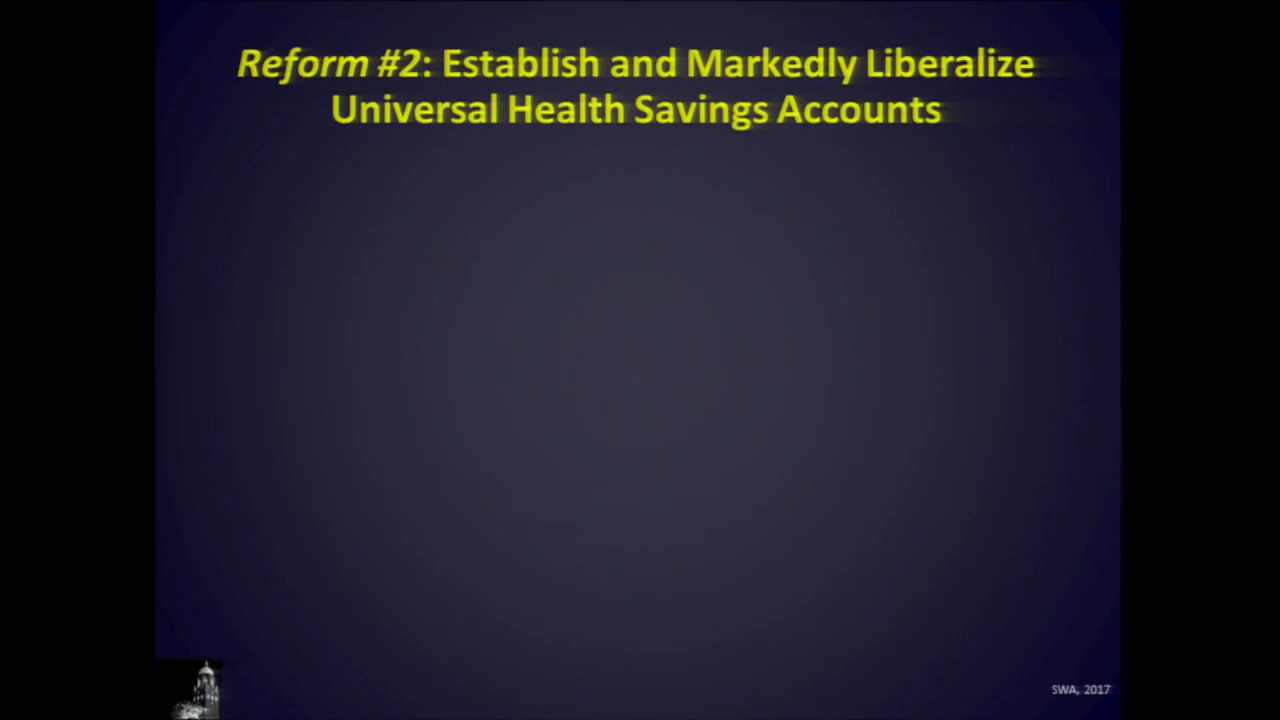 Reform #2: Establish and Markedly Liberalize
Universal Health Savings Accounts
SWA, 2017